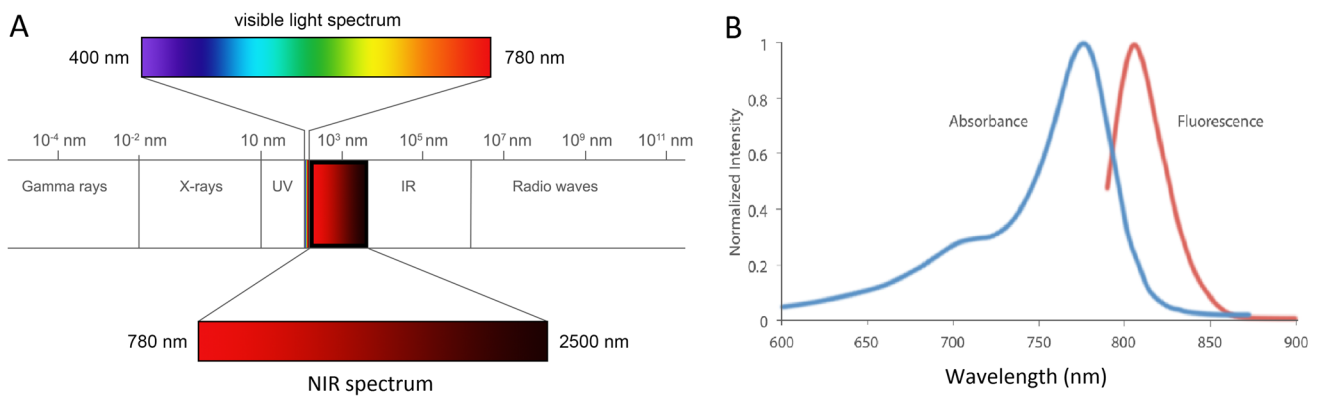 A
visible light spectrum
400 nm
780 nm
10⁻⁴ nm 10⁻² nm 10 nm 10³ nm 10⁵ nm 10⁷ nm 10⁹ nm 10¹¹ nm
Gamma rays X-rays UV IR Radio waves
780 nm
2500 nm
NIR spectrum
B
Normalized Intensity
1
0.8
0.6
0.4
0.2
0
Absorbance
Fluorescence
600 650 700 750 800 850 900
Wavelength (nm)